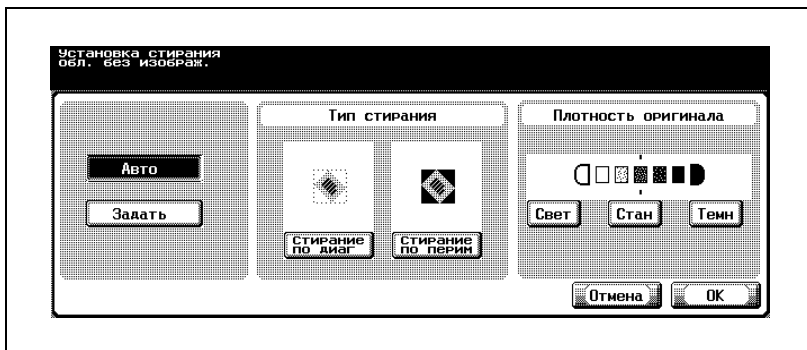 Установка стирания
обл. без изображ.
Тип стирания
Плотность оригинала
Авто
Задать
Стирание
по диаг
Стирание
по перим
Свет
Стан
Темн
Отмена
OK